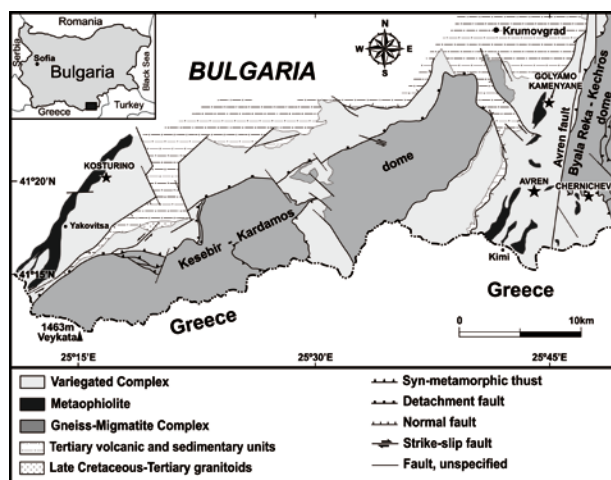 Romania
Serbia
Sofia
Bulgaria
Black Sea
Greece
Turkey
BULGARIA
N
W
E
S
Krumovgrad
GOLYAMO
KAMENYANE
Avren fault
Byala Reka - Kechros
dome
KOSTURINO
41°20'
Yakovitsa
dome
AVREN
CHERNICHEVO
Kesebir - Kardamos
41°15'N
Kimi
Greece
Greece
1463m
Veykata
0
10km
25°15'E
25°30'E
25°45'E
Variegated Complex
Metaophiolite
Gneiss-Migmatite Complex
Tertiary volcanic and sedimentary units
Late Cretaceous-Tertiary granitoids
Syn-metamorphic thust
Detachment fault
Normal fault
Strike-slip fault
Fault, unspecified